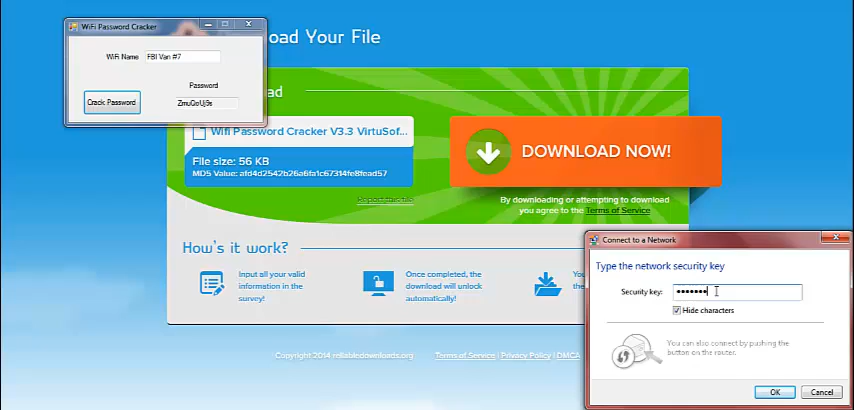 WiFi Password Cracker
oad Your File
WiFi Name
FBI Van #7
Password
Crack Password
ad
Wifi Password Cracker V3.3 VirtuSof...
File size: 56 KB
MD5 Value: afd4d2542b26a6fa1c67314fe8fead57
Report this file
DOWNLOAD NOW!
By downloading or attempting to download
you agree to the Terms of Service
How's it work?
Input all your valid
information in the
survey!
Once completed, the
download will unlock
automatically!
Copyright 2014 reliabledownloads.org
Terms of Service | Privacy Policy | DMCA
Connect to a Network
Type the network security key
Security key:
•••••••
Hide characters
You can also connect by pushing the
button on the router.
OK
Cancel